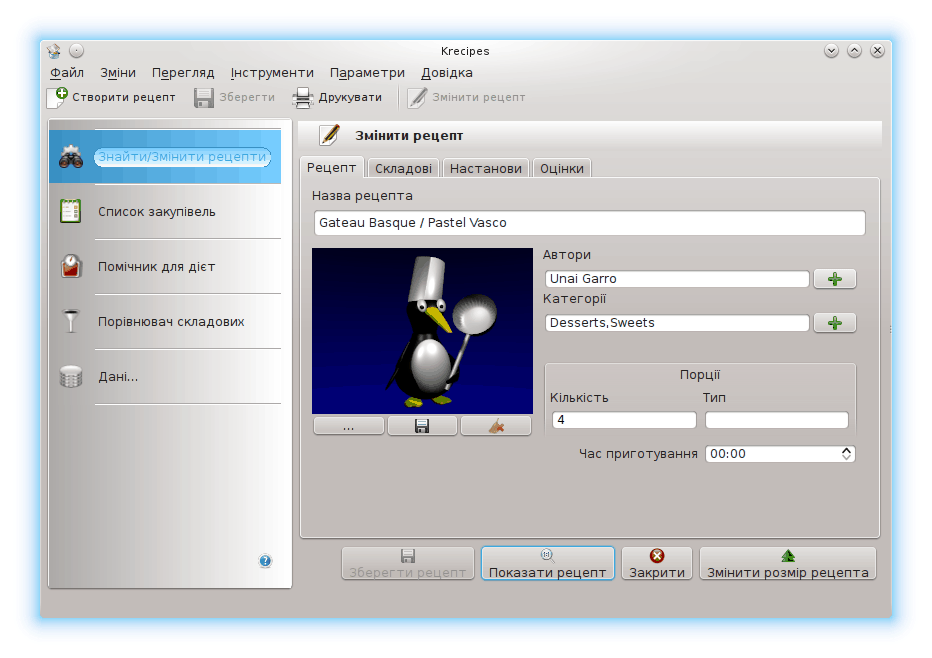 Krecipes
Файл Зміни Перегляд Інструменти Параметри Довідка
Створити рецепт Зберегти Друкувати Змінити рецепт
Знайти/Змінити рецепти
Список закупівель
Помічник для дієт
Порівнювач складових
Дані...
Змінити рецепт
Рецепт Складові Настанови Оцінки
Назва рецепта
Gateau Basque / Pastel Vasco
Автори
Unai Garro
Категорії
Desserts,Sweets
Порції
Кількість Тип
4
...
Час приготування 00:00
Зберегти рецепт Показати рецепт Закрити Змінити розмір рецепта